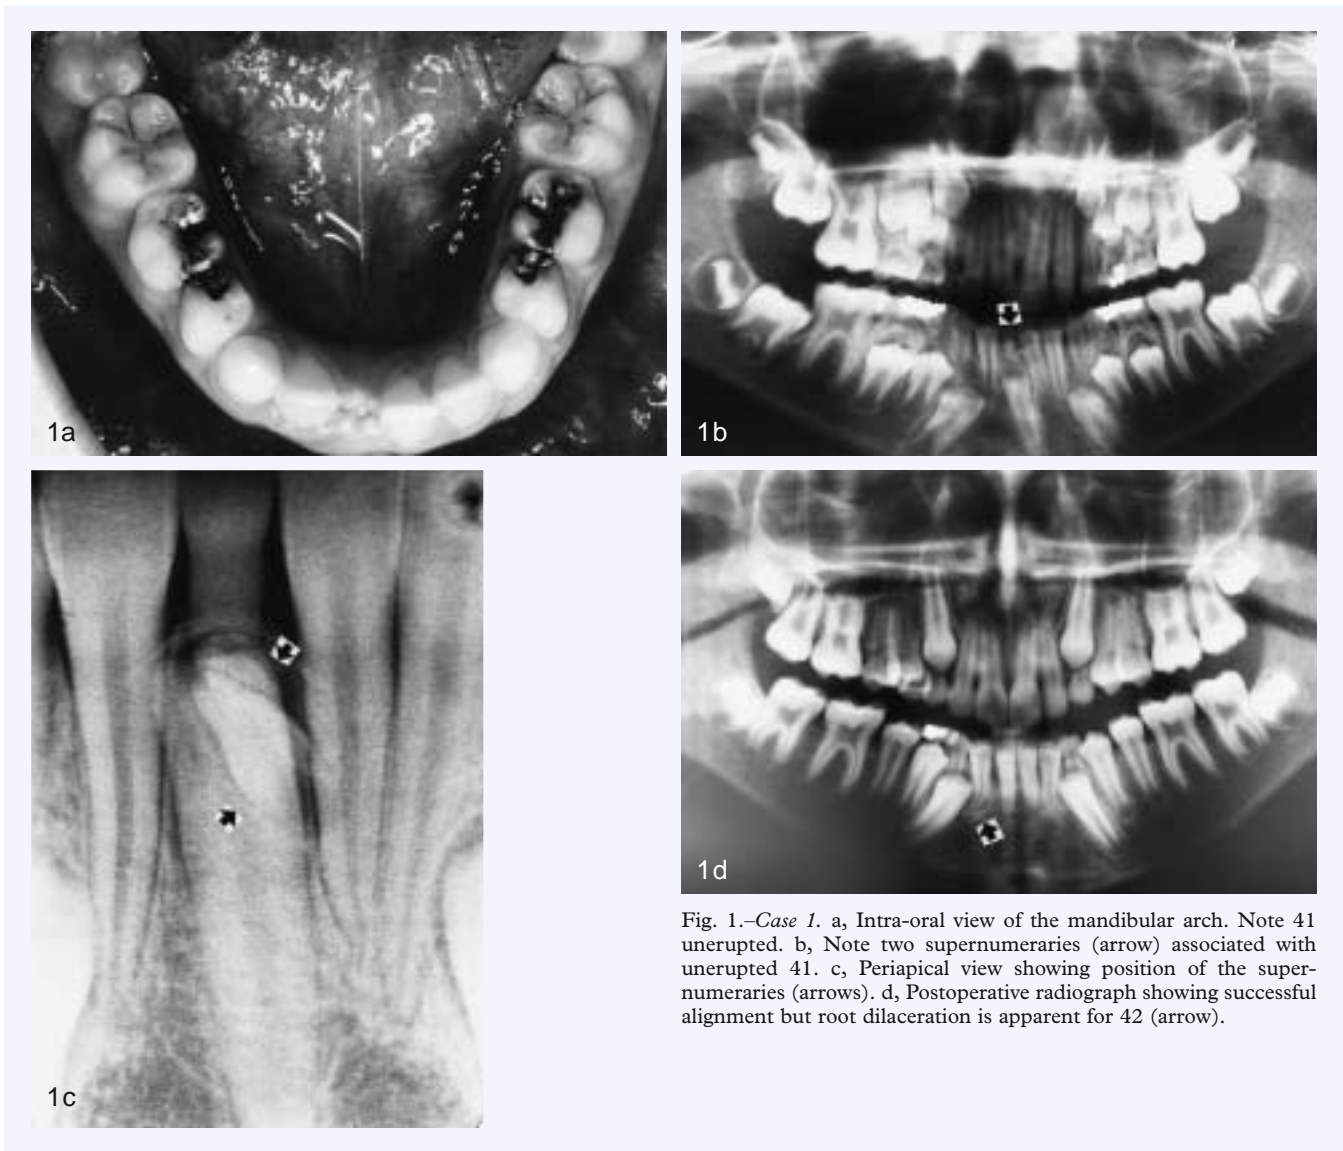 1a
1b
1c
1d
Fig. 1.–Case 1. a, Intra-oral view of the mandibular arch. Note 41
unerupted. b, Note two supernumeraries (arrow) associated with
unerupted 41. c, Periapical view showing position of the super-
numeraries (arrows). d, Postoperative radiograph showing successful
alignment but root dilaceration is apparent for 42 (arrow).